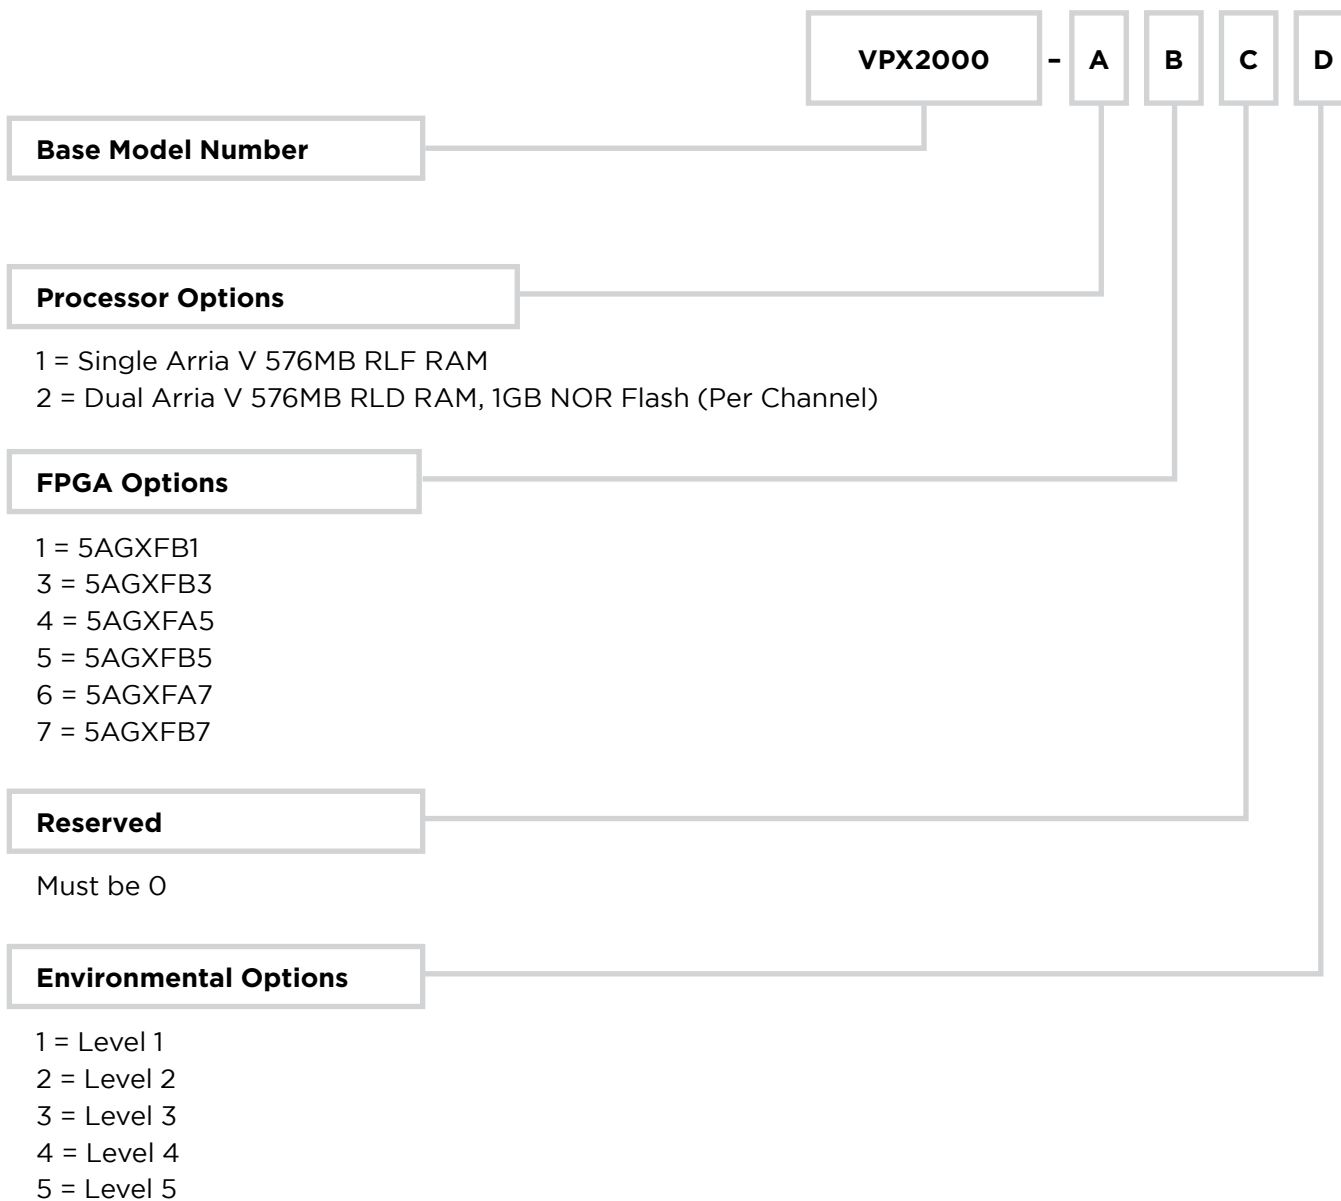 VPX2000 – A B C D
Base Model Number
Processor Options
1 = Single Arria V 576MB RLF RAM
2 = Dual Arria V 576MB RLD RAM, 1GB NOR Flash (Per Channel)
FPGA Options
1 = 5AGXFB1
3 = 5AGXFB3
4 = 5AGXFA5
5 = 5AGXFB5
6 = 5AGXFA7
7 = 5AGXFB7
Reserved
Must be 0
Environmental Options
1 = Level 1
2 = Level 2
3 = Level 3
4 = Level 4
5 = Level 5